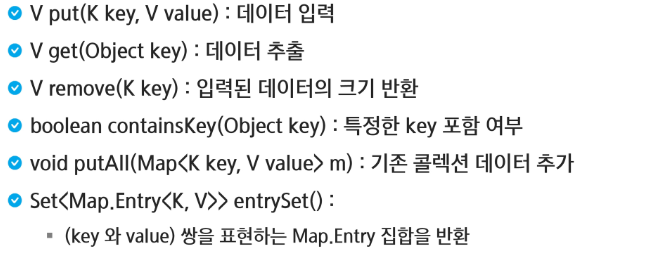 V put(K key, V value) : 데이터 입력
V get(Object key) : 데이터 추출
V remove(K key) : 입력된 데이터의 크기 반환
boolean containsKey(Object key) : 특정한 key 포함 여부
void putAll(Map<K key, V value> m) : 기존 콜렉션 데이터 추가
Set<Map.Entry<K, V>> entrySet() :
(key 와 value) 쌍을 표현하는 Map.Entry 집합을 반환